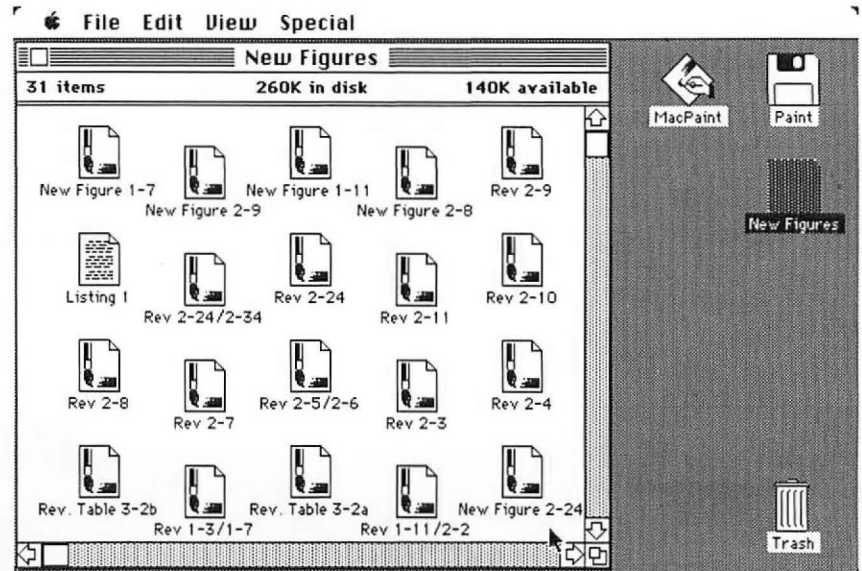 File Edit View Special
New Figures
31 items 260K in disk 140K available
MacPaint Paint
New Figure 1-7 New Figure 1-11 Rev 2-9
New Figure 2-9 New Figure 2-8
New Figures
Listing 1 Rev 2-24 Rev 2-10
Rev 2-24/2-34 Rev 2-11
Rev 2-8 Rev 2-5/2-6 Rev 2-4
Rev 2-7 Rev 2-3
Rev. Table 3-2b Rev. Table 3-2a New Figure 2-24
Rev 1-3/1-7 Rev 1-11/2-2
Trash